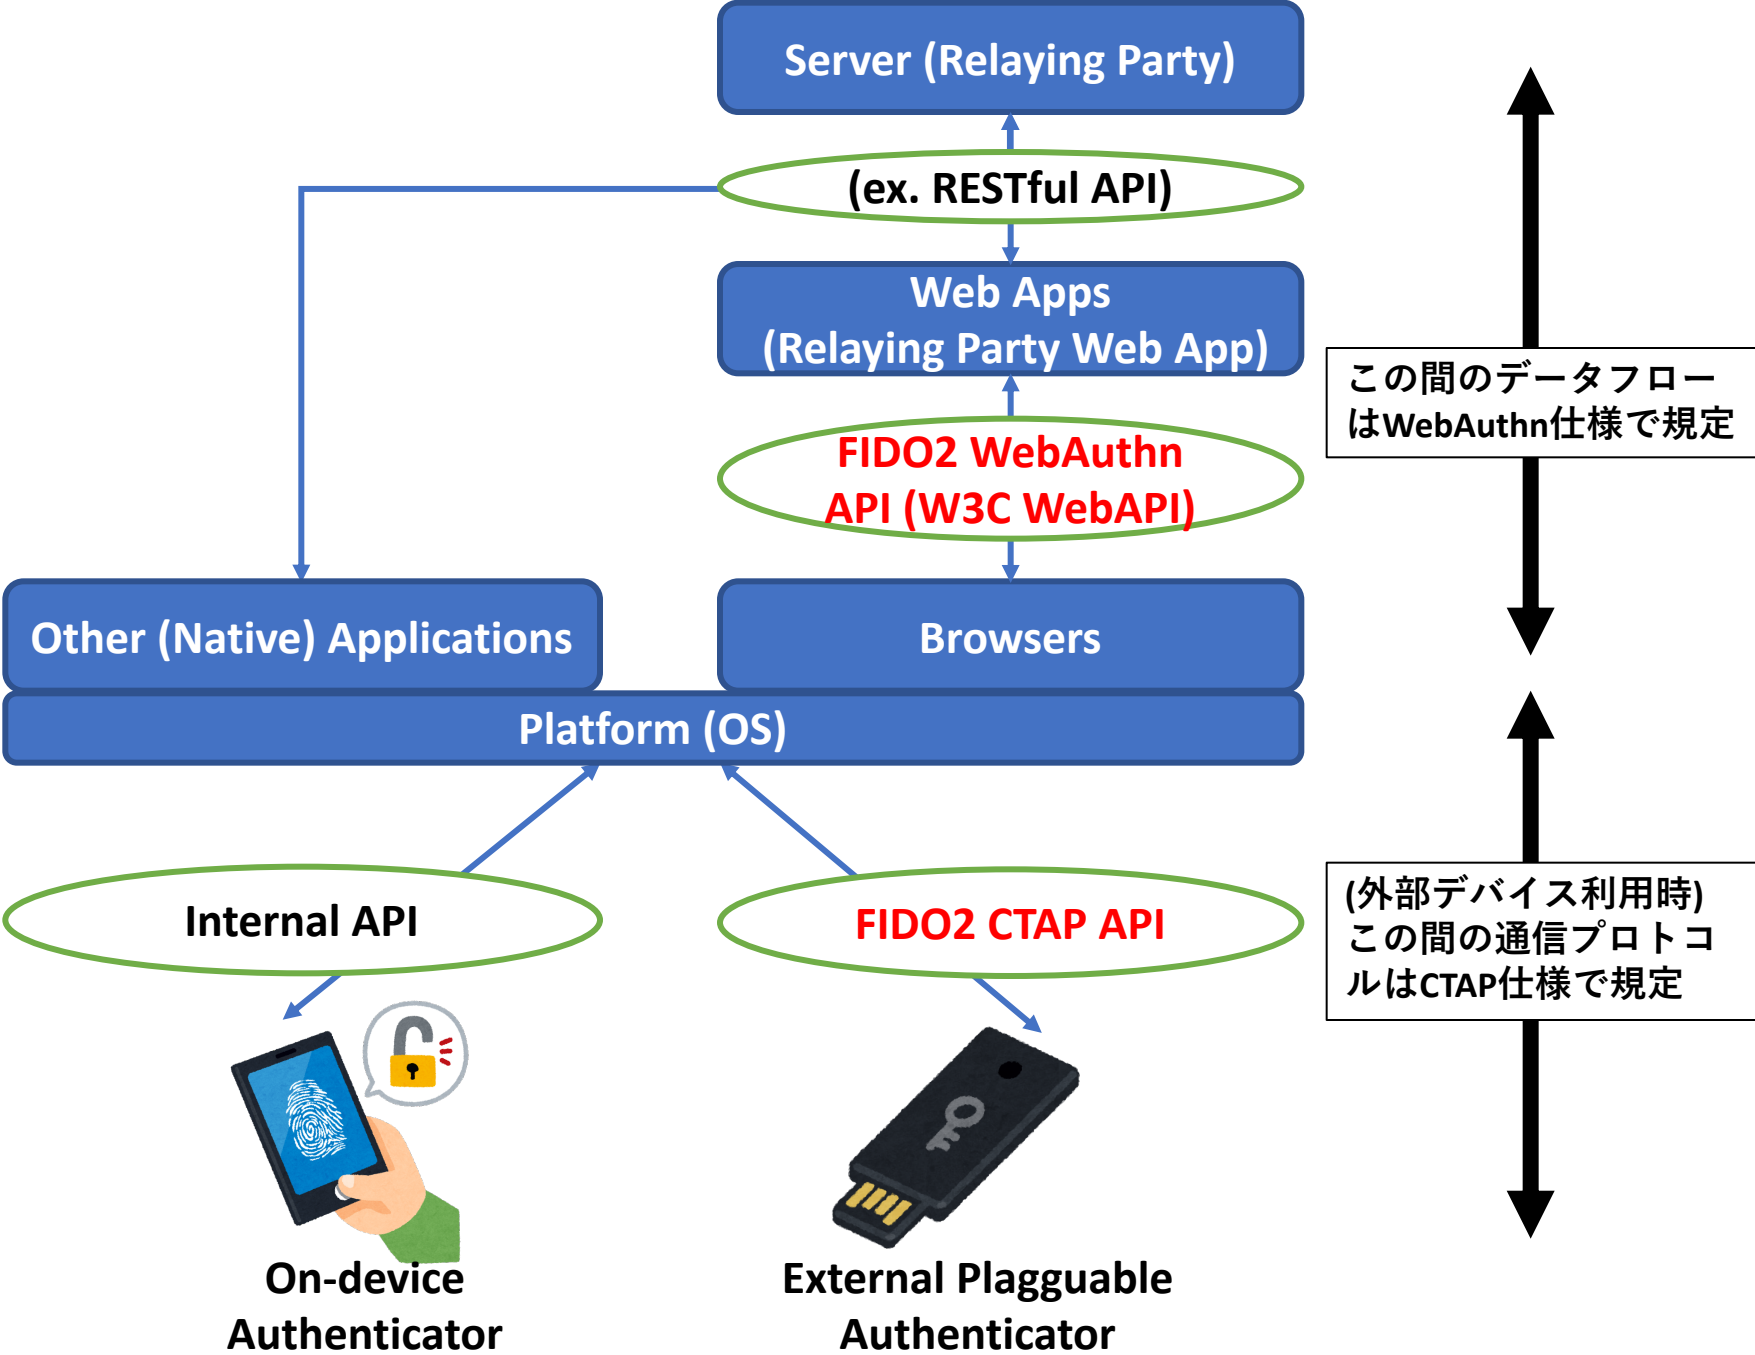 Server (Relaying Party)
(ex. RESTful API)
Web Apps
(Relaying Party Web App)
この間のデータフロー
はWebAuthn仕様で規定
FIDO2 WebAuthn
API (W3C WebAPI)
Other (Native) Applications
Browsers
Platform (OS)
Internal API
FIDO2 CTAP API
(外部デバイス利用時)
この間の通信プロトコ
ルはCTAP仕様で規定
On-device
Authenticator
External Plagguable
Authenticator